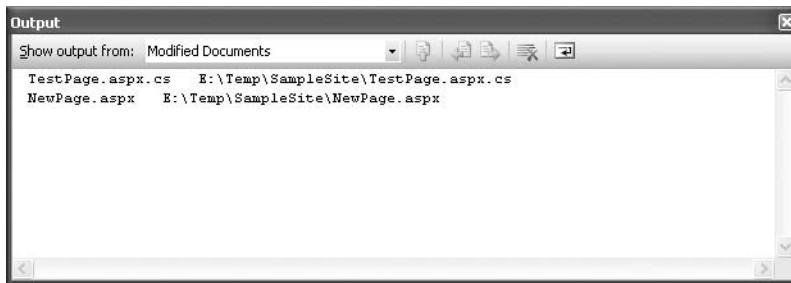 Output
Show output from: Modified Documents
TestPage.aspx.cs E:\Temp\SampleSite\TestPage.aspx.cs
NewPage.aspx E:\Temp\SampleSite\NewPage.aspx